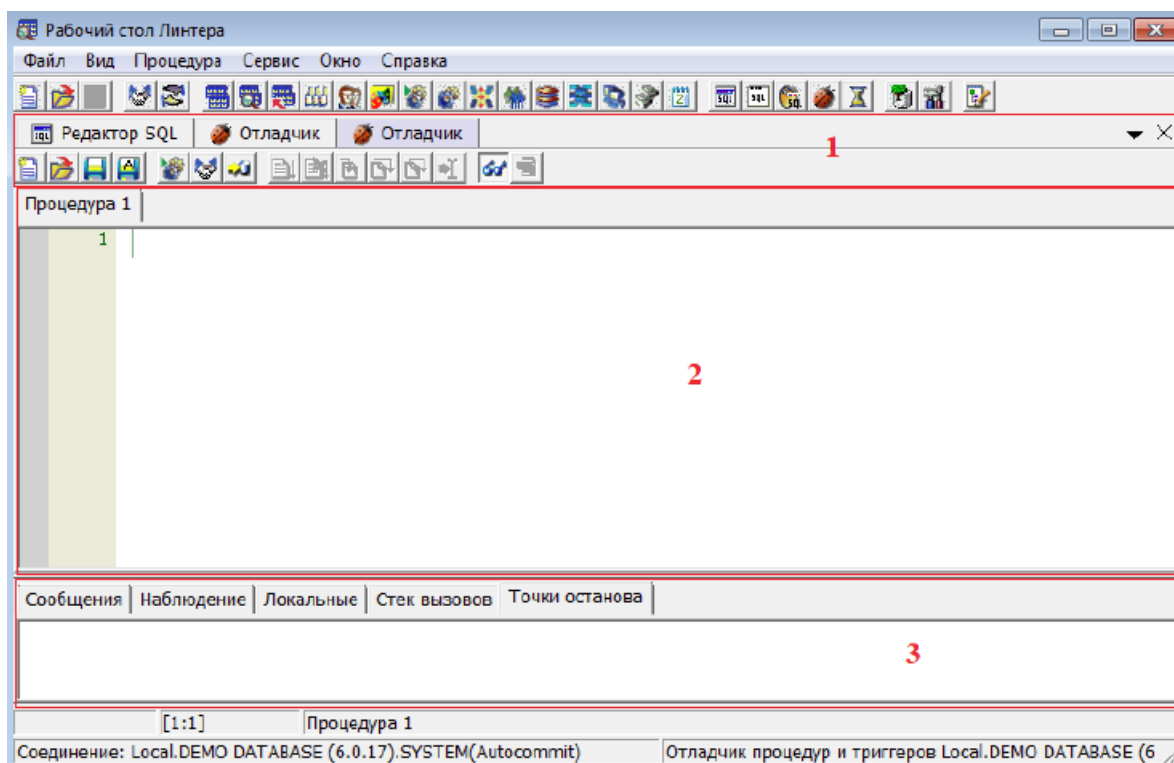 Рабочий стол Линтера
Файл Вид Процедура Сервис Окно Справка
Редактор SQL Отладчик Отладчик
1
Процедура 1
1
2
Сообщения Наблюдение Локальные Стек вызовов Точки останова
3
[1:1] Процедура 1
Соединение: Local.DEMO DATABASE (6.0.17).SYSTEM(Autocommit) Отладчик процедур и триггеров Local.DEMO DATABASE (6